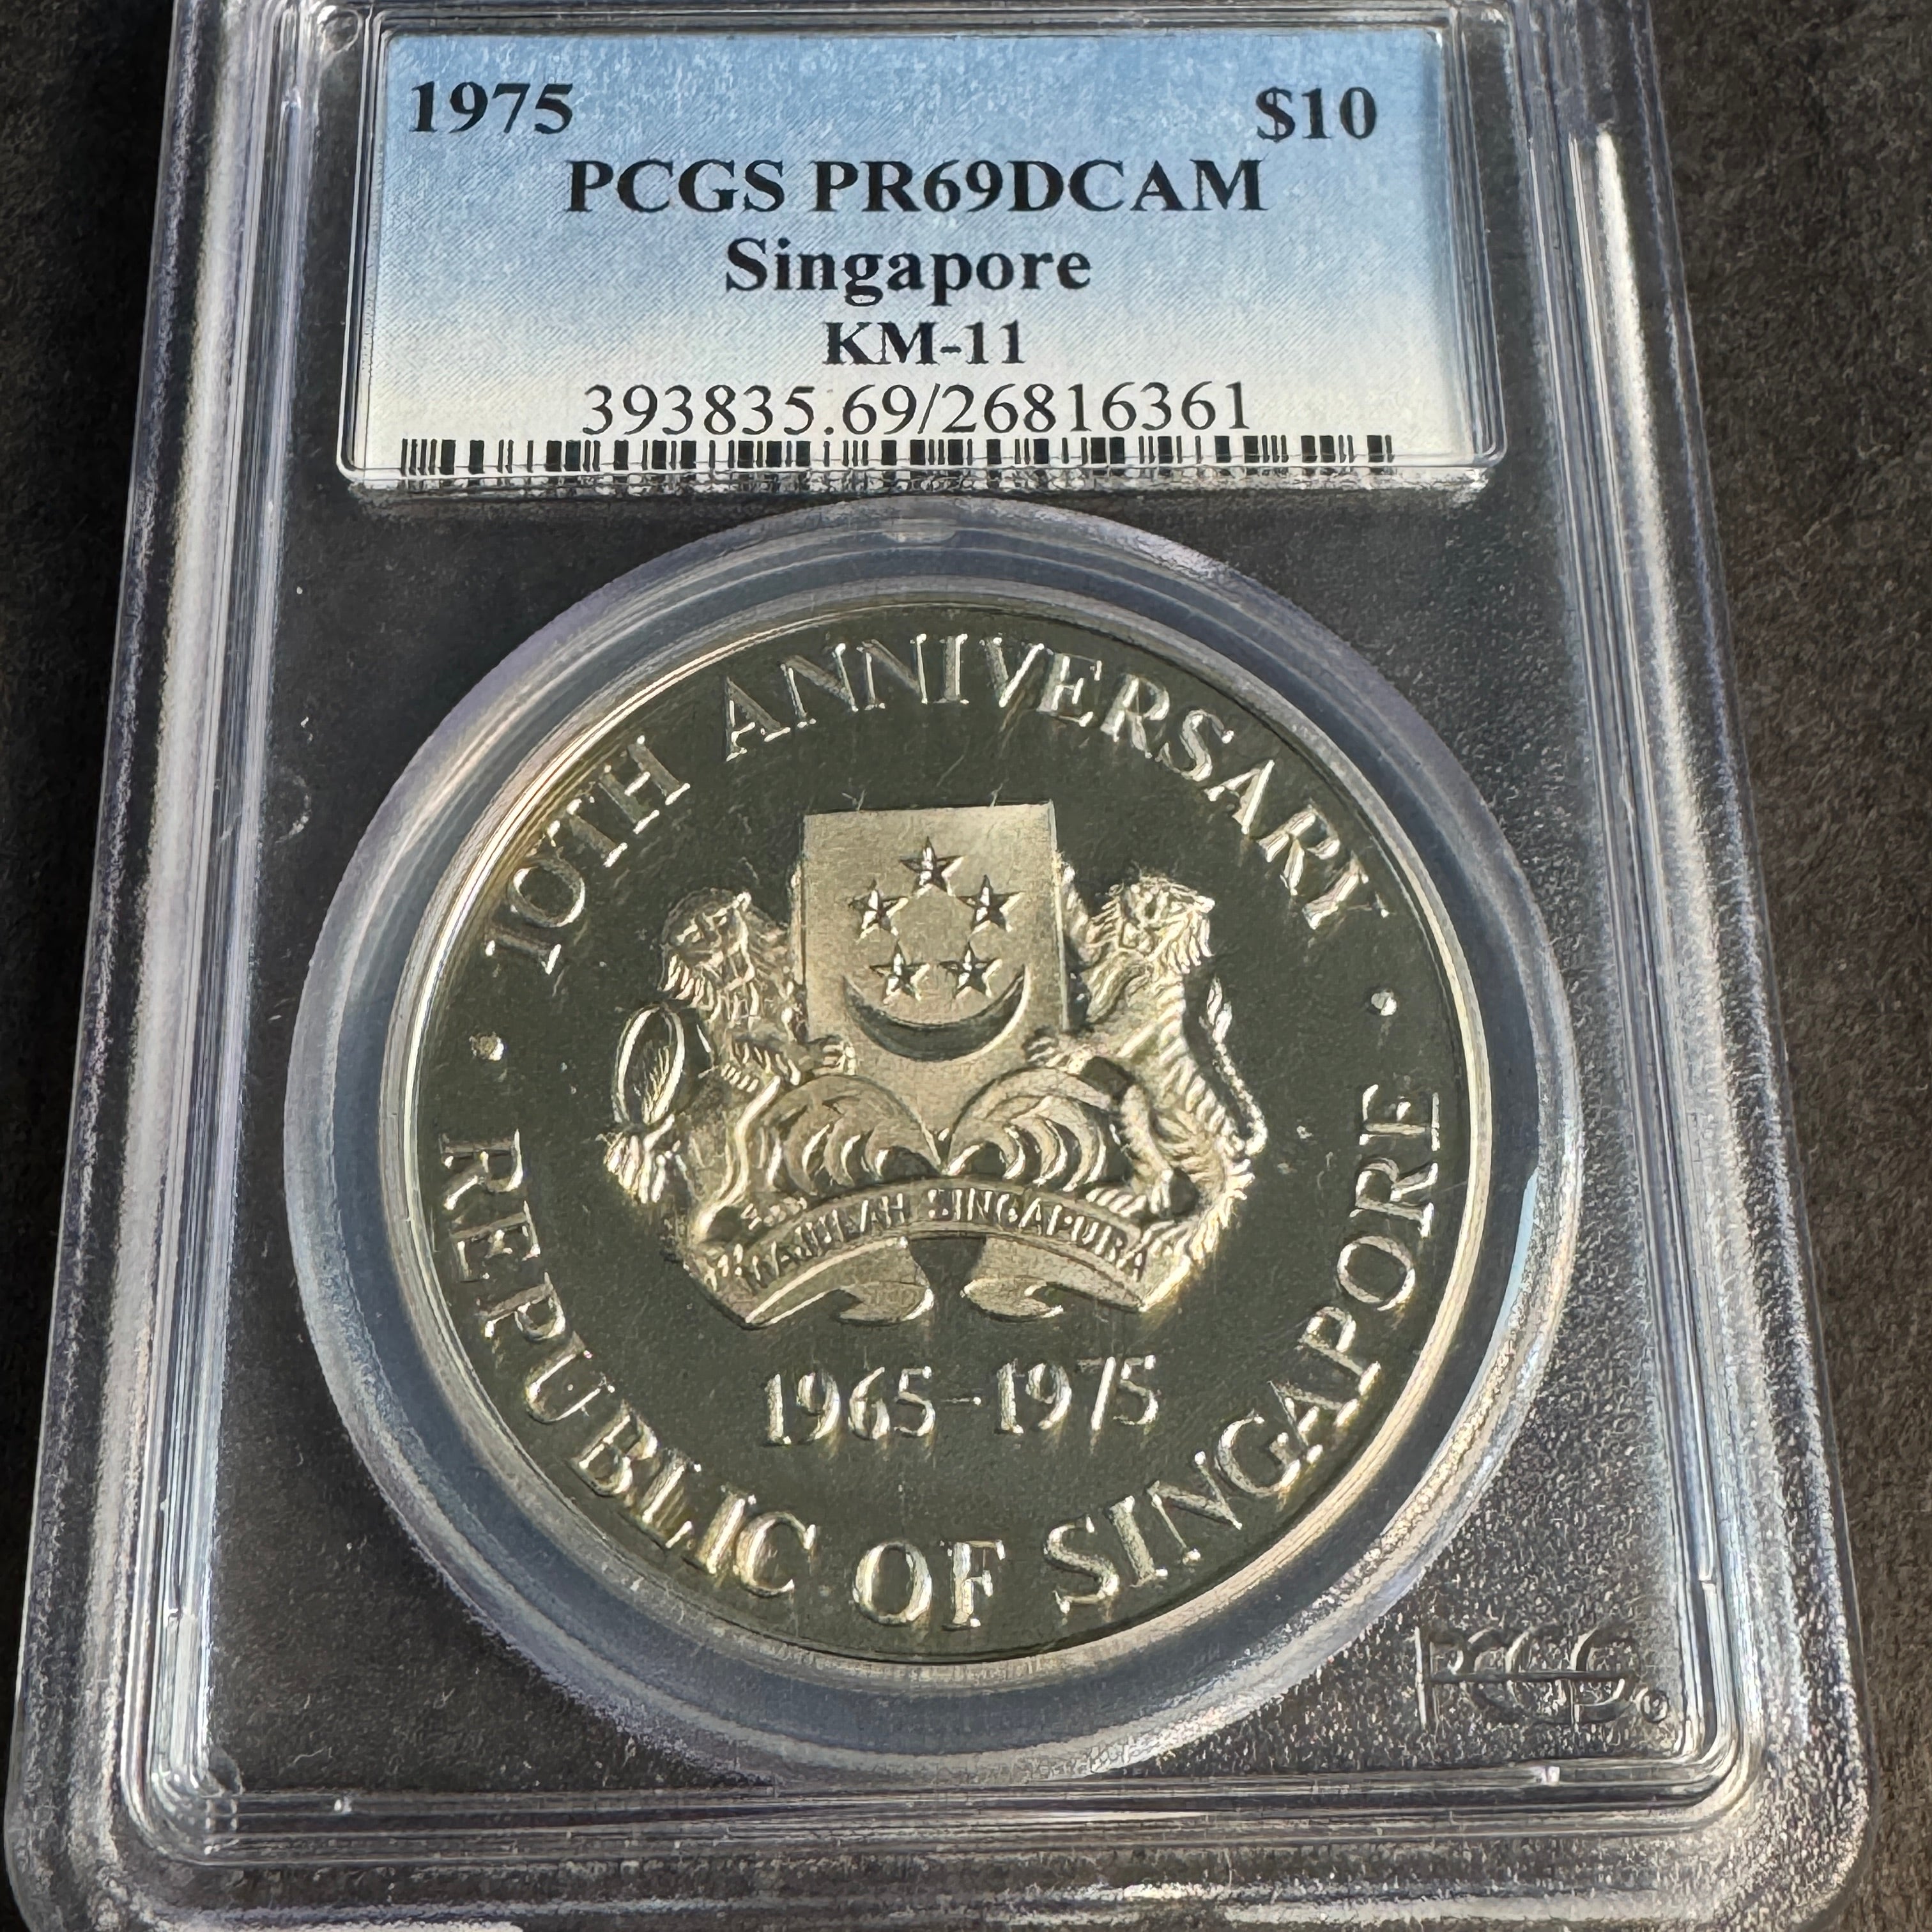 1975 $10
PCGS PR69DCAM
Singapore
KM-11
393835.69/26816361
10TH ANNIVERSARY
MAJULAH SINGAPURA
1965-1975
• REPUBLIC OF SINGAPORE •
PCGS®